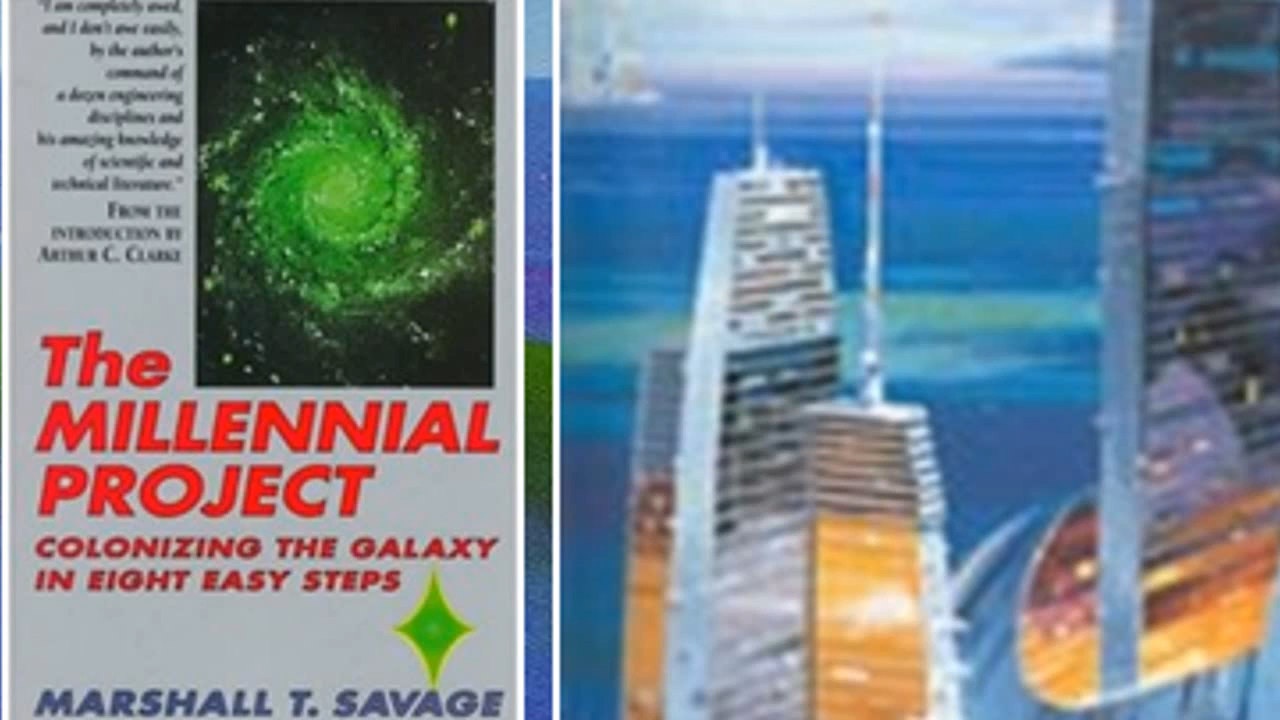 "I am completely awed,
and I don't awe easily,
by the author's
command of
a dozen engineering
disciplines and
his amazing knowledge
of scientific and
technical literature."
FROM THE
INTRODUCTION BY
ARTHUR C. CLARKE
The
MILLENNIAL
PROJECT
COLONIZING THE GALAXY
IN EIGHT EASY STEPS
MARSHALL T. SAVAGE